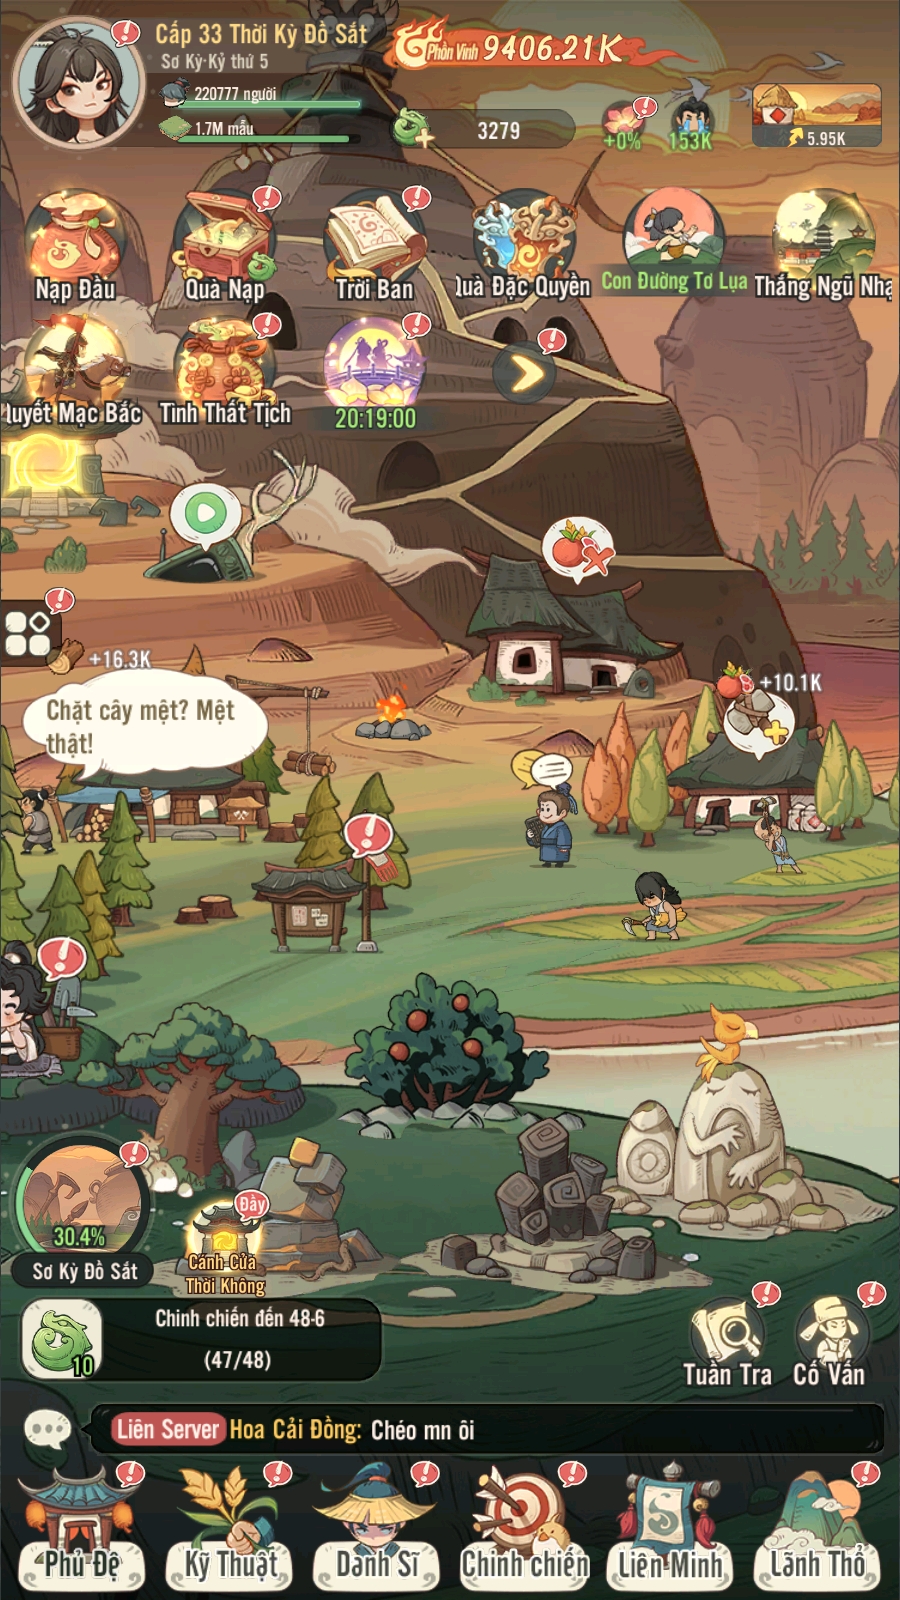 Cấp 33 Thời Kỳ Đồ Sắt
Phồn Vinh 9406.21K
Sơ Kỳ·Kỷ thứ 5
220777 người
1.7M mẫu
3279
+0%
153K
5.95K
Nạp Đầu
Quà Nạp
Trời Ban
Quà Đặc Quyền
Con Đường Tơ Lụa
Thắng Ngũ Nhạ
Quyết Mạc Bắc
Tình Thất Tịch
20:19:00
+16.3K
+10.1K
Chặt cây mệt? Mệt
thật!
30.4%
Sơ Kỳ Đồ Sắt
Đầy
Cánh Cửa
Thời Không
10
Chinh chiến đến 48-6
(47/48)
Tuần Tra
Cố Vấn
Liên Server Hoa Cải Đồng: Chéo mn ôi
Phủ Đệ
Kỹ Thuật
Danh Sĩ
Chinh chiến
Liên Minh
Lãnh Thổ